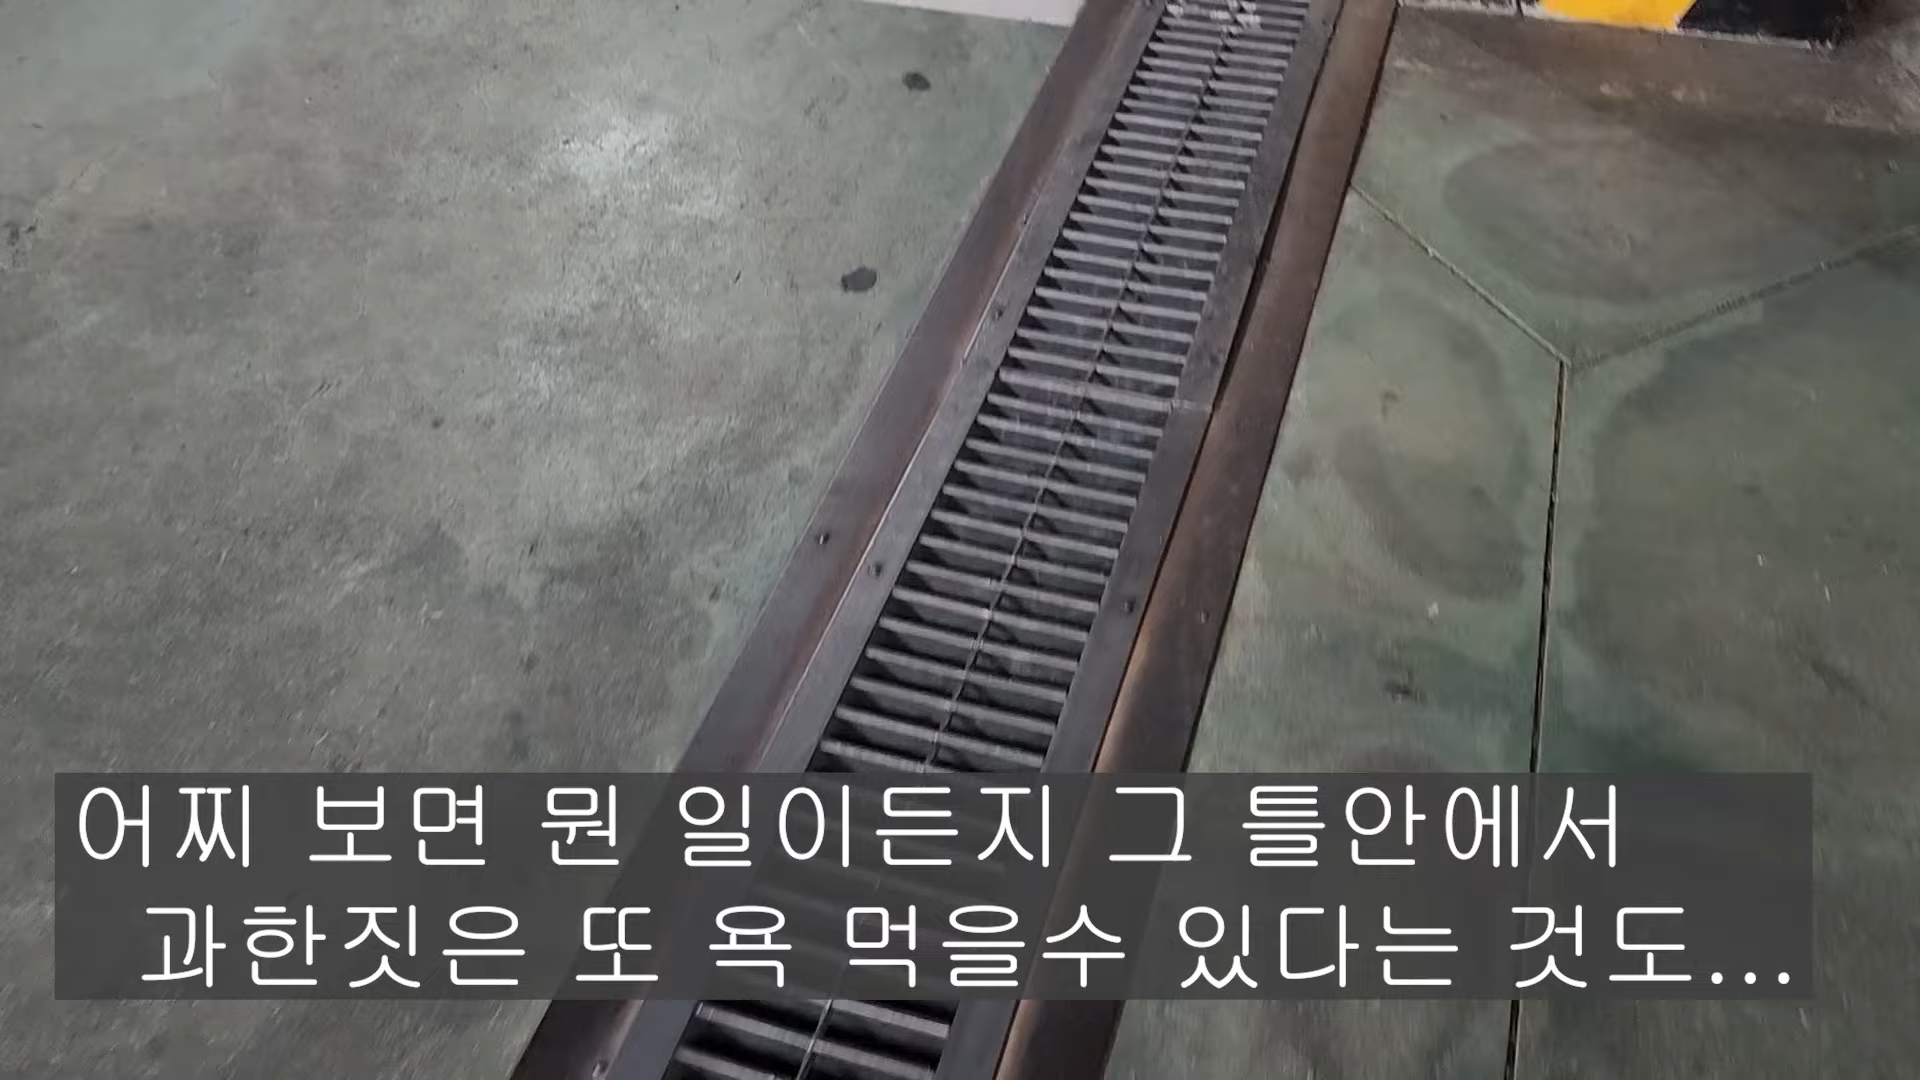 어찌 보면 뭔 일이든지 그 틀안에서
과한짓은 또 욕 먹을수 있다는 것도...